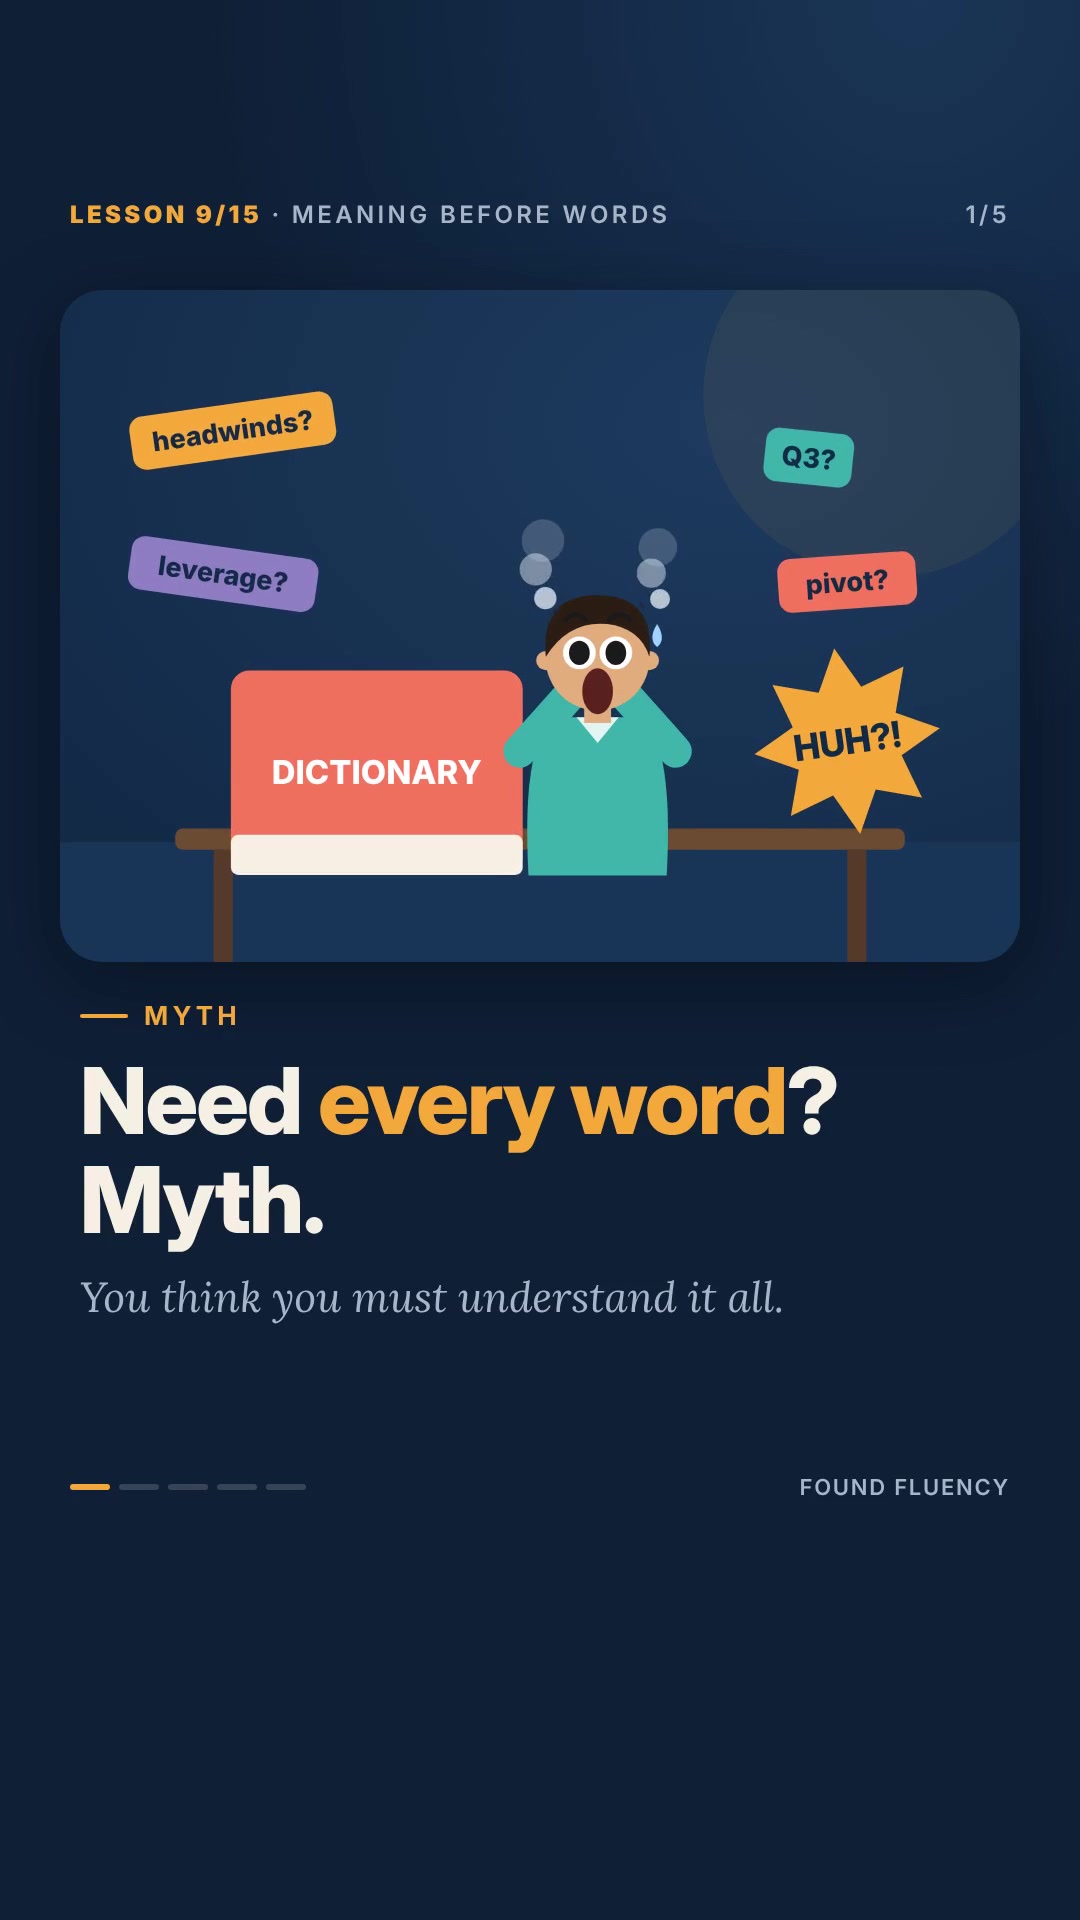 LESSON 9/15 · MEANING BEFORE WORDS
1/5
headwinds?
Q3?
leverage?
pivot?
HUH?!
DICTIONARY
MYTH
Need every word?
Myth.
You think you must understand it all.
FOUND FLUENCY